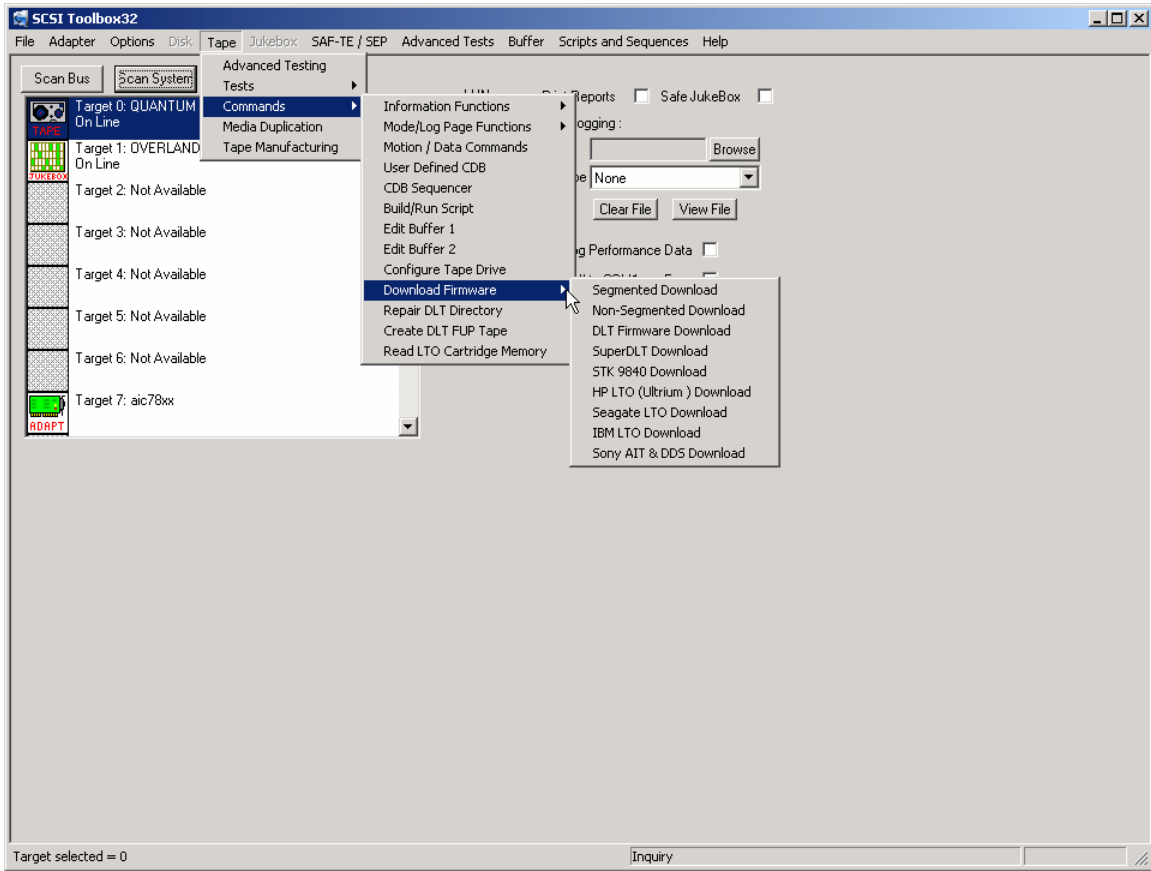 SCSI Toolbox32
File Adapter Options Disk Tape Jukebox SAF-TE / SEP Advanced Tests Buffer Scripts and Sequences Help
Scan Bus
Scan System
Target 0: QUANTUM
On Line
TAPE
Target 1: OVERLAND
On Line
JUKEBOX
Target 2: Not Available
Target 3: Not Available
Target 4: Not Available
Target 5: Not Available
Target 6: Not Available
Target 7: aic78xx
ADAPT
Advanced Testing
Tests
Commands
Media Duplication
Tape Manufacturing
Information Functions
Mode/Log Page Functions
Motion / Data Commands
User Defined CDB
CDB Sequencer
Build/Run Script
Edit Buffer 1
Edit Buffer 2
Configure Tape Drive
Download Firmware
Repair DLT Directory
Create DLT FUP Tape
Read LTO Cartridge Memory
Segmented Download
Non-Segmented Download
DLT Firmware Download
SuperDLT Download
STK 9840 Download
HP LTO (Ultrium ) Download
Seagate LTO Download
IBM LTO Download
Sony AIT & DDS Download
Reports
Safe JukeBox
ogging :
Browse
pe None
Clear File
View File
g Performance Data
Target selected = 0
Inquiry